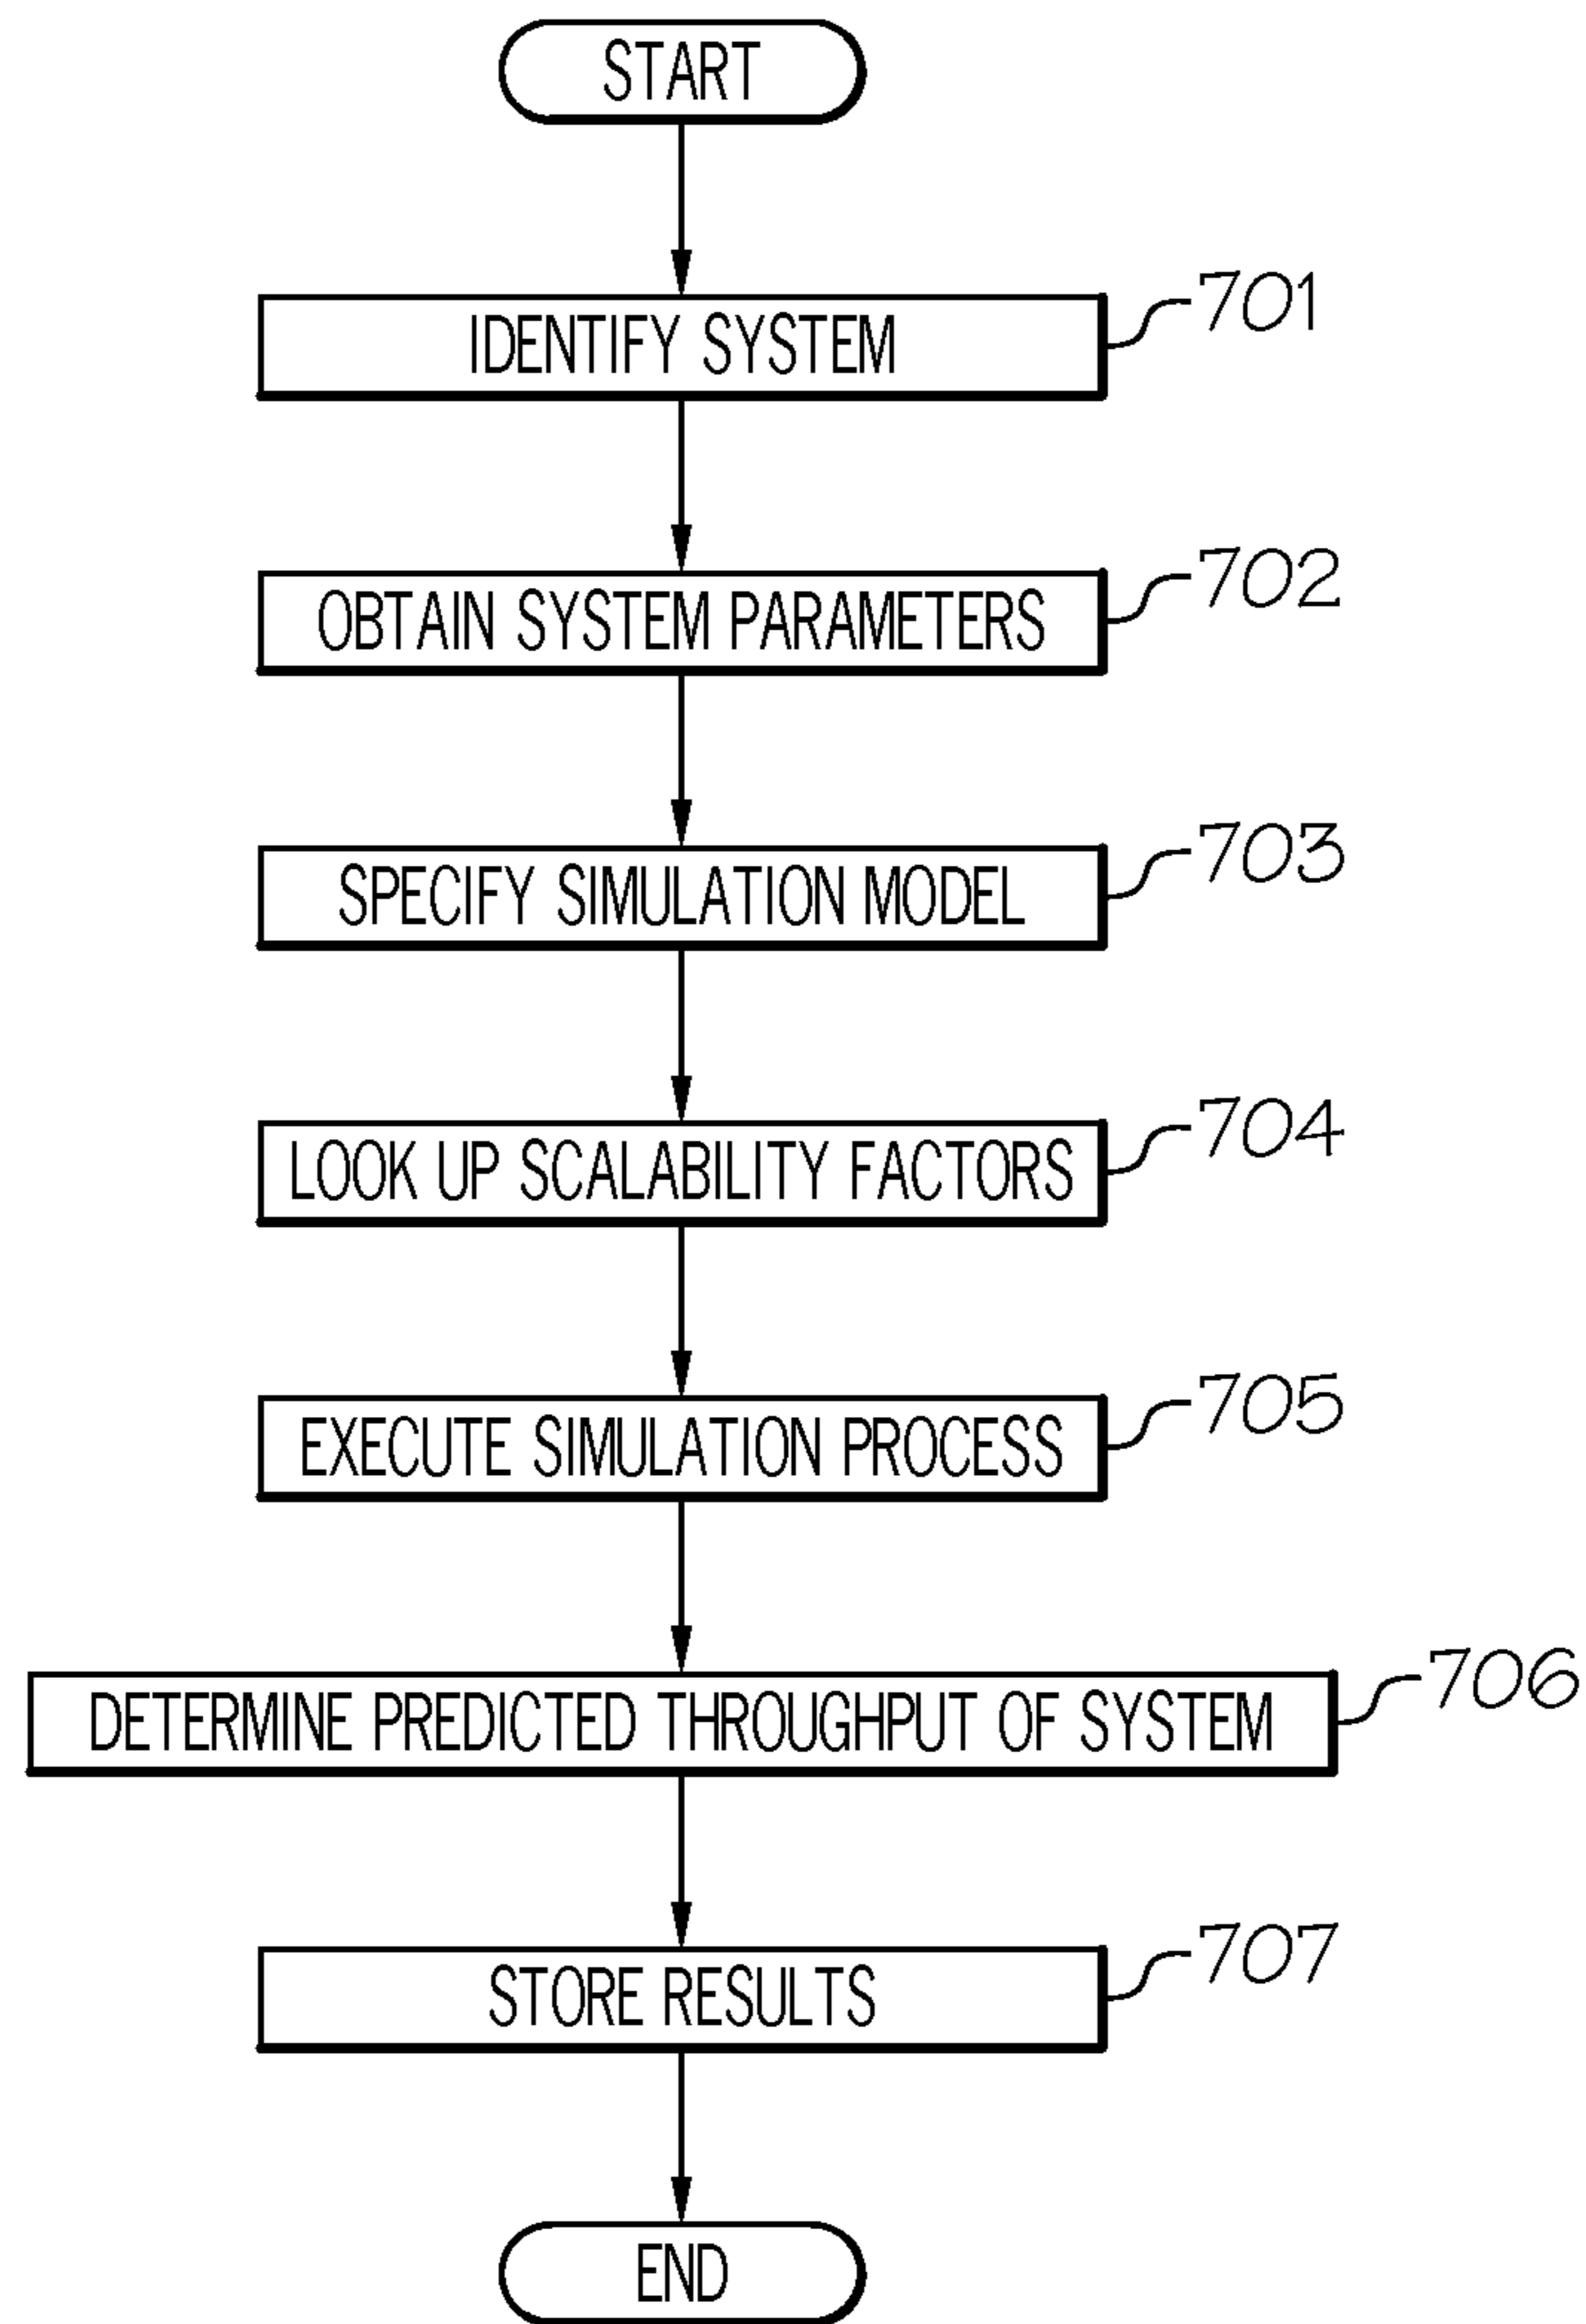 START
IDENTIFY SYSTEM
701
OBTAIN SYSTEM PARAMETERS
702
SPECIFY SIMULATION MODEL
703
LOOK UP SCALABILITY FACTORS
704
EXECUTE SIMULATION PROCESS
705
DETERMINE PREDICTED THROUGHPUT OF SYSTEM
706
STORE RESULTS
707
END